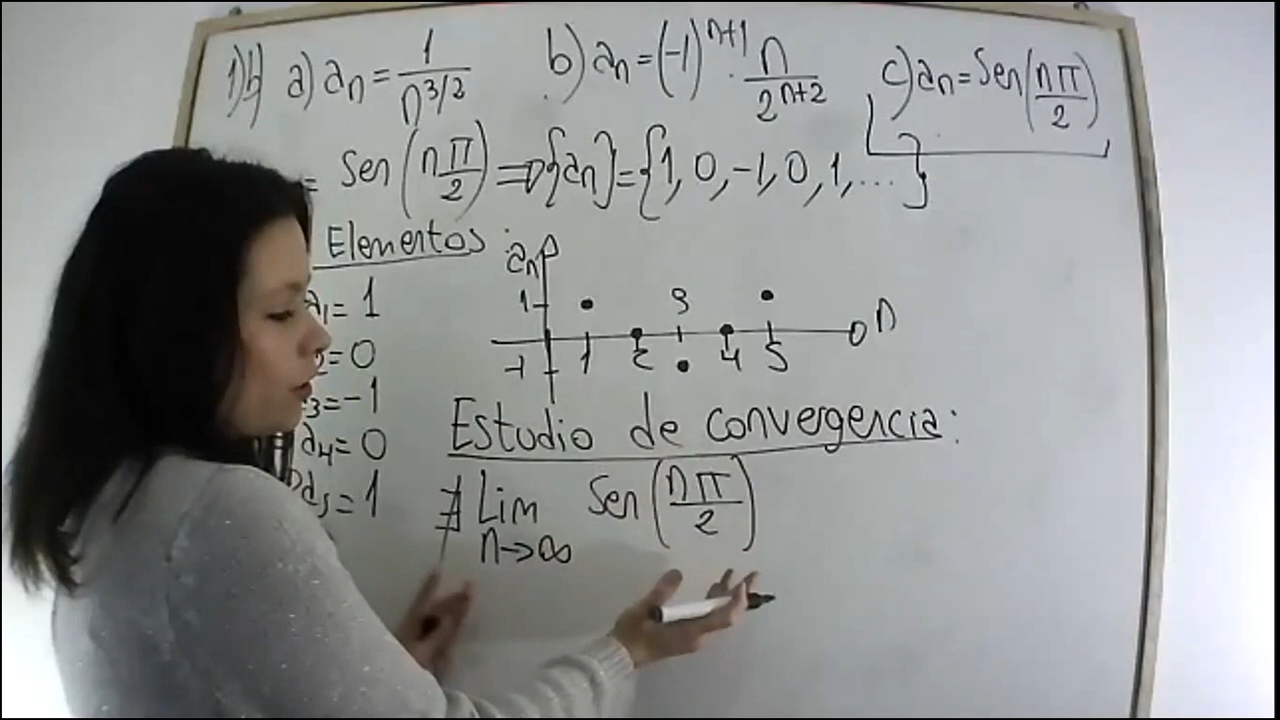 1)b) a) an = 1/n^3/2 b) an = (-1)^n+1 . n/2^n+2 c) an = Sen(nπ/2)
= Sen(nπ/2) ⇒ {an} = {1, 0, -1, 0, 1, ... }
Elementos:
a1 = 1
2 = 0
3 = -1
a4 = 0
a5 = 1
an
1
-1
1 2 3 4 5
n
Estudio de convergencia:
∄ Lim Sen(nπ/2)
n→∞